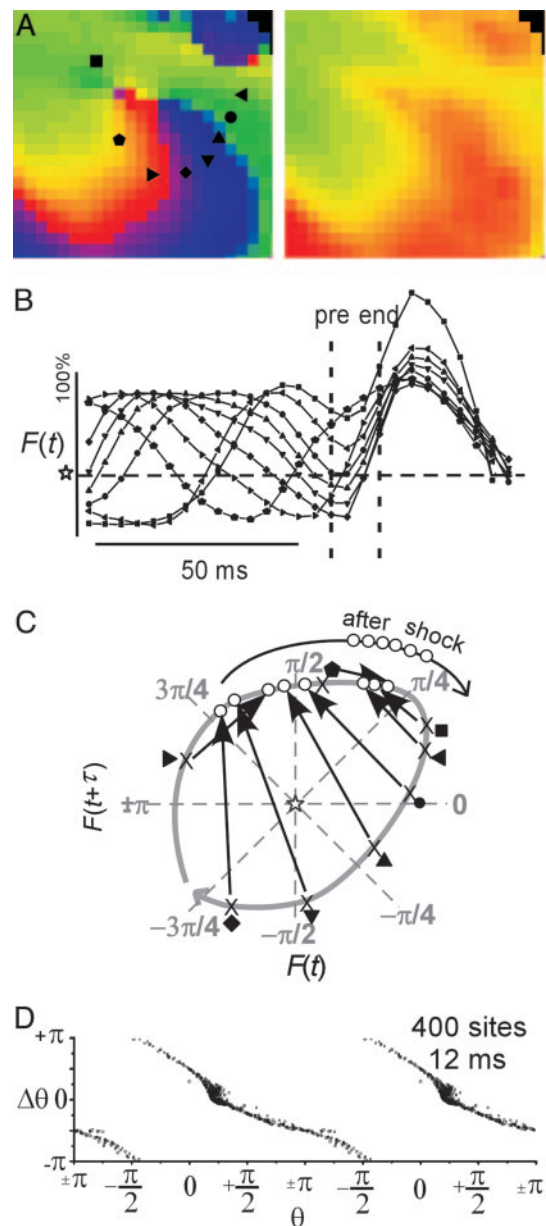 A
B
pre end
100%
F(t)
50 ms
C
after shock
π/2
3π/4
π/4
F(t+τ)
±π
0
-3π/4
-π/2
-π/4
F(t)
D
400 sites
12 ms
+π
Δθ 0
-π
±π -π/2 0 +π/2 ±π -π/2 0 +π/2 ±π
θ